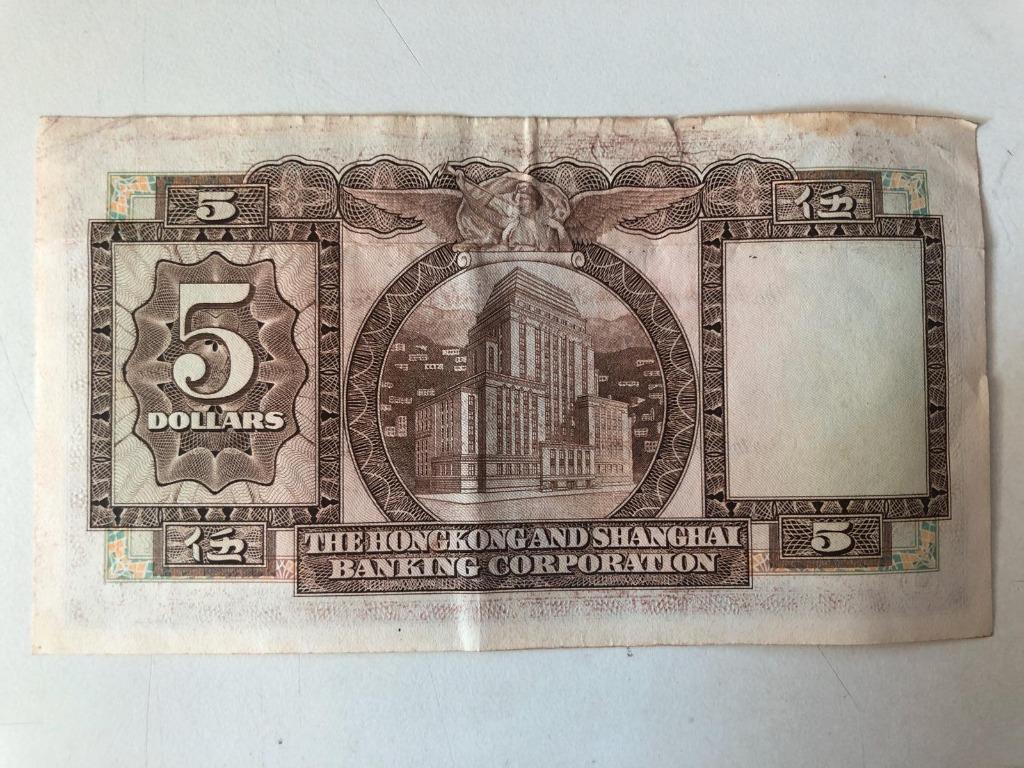 5
伍
5
DOLLARS
伍
5
THE HONGKONG AND SHANGHAI
BANKING CORPORATION